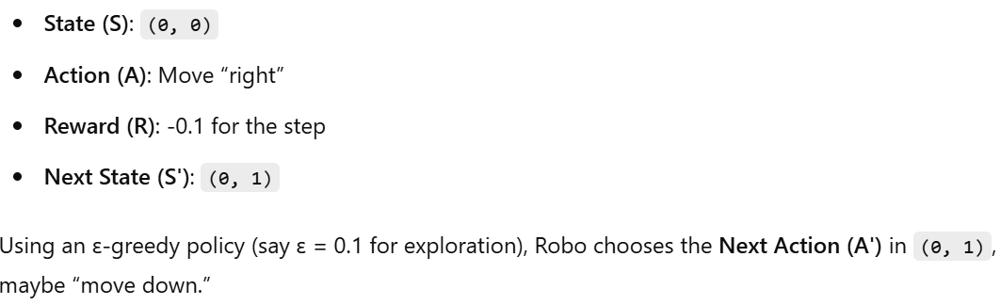 • State (S): (0, 0)
• Action (A): Move “right”
• Reward (R): -0.1 for the step
• Next State (S'): (0, 1)
Using an ε-greedy policy (say ε = 0.1 for exploration), Robo chooses the Next Action (A') in (0, 1),
maybe “move down.”